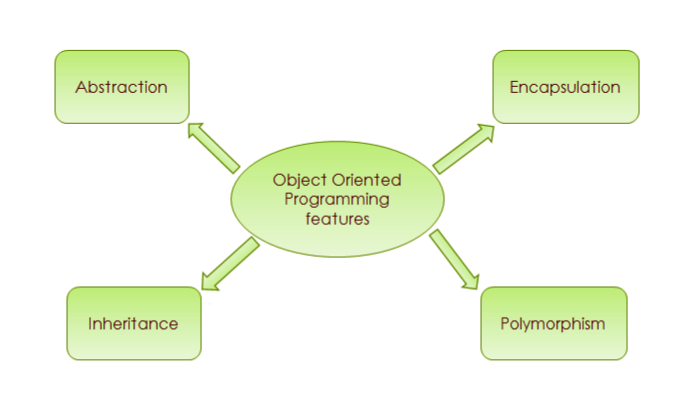 Abstraction
Encapsulation
Object Oriented
Programming
features
Inheritance
Polymorphism